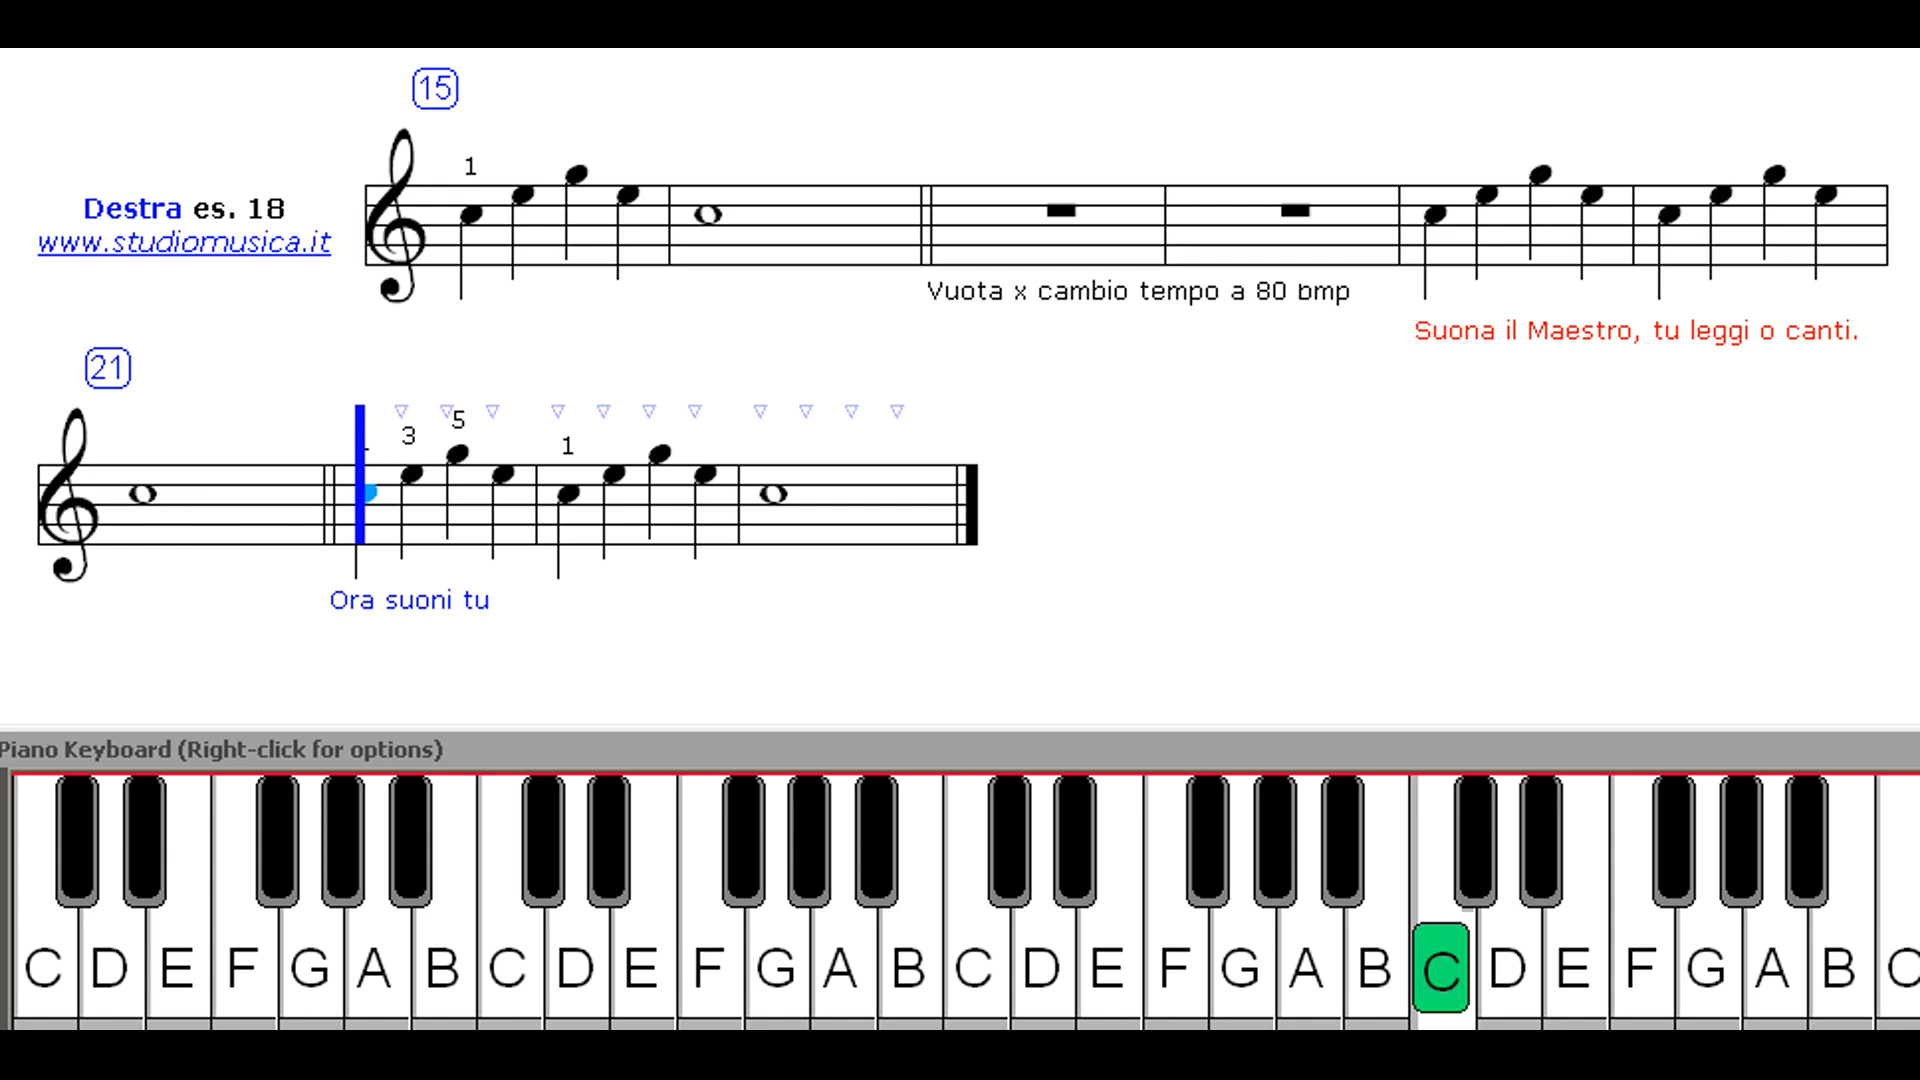 15
1
Destra es. 18
www.studiomusica.it
Vuota x cambio tempo a 80 bmp
Suona il Maestro, tu leggi o canti.
21
3 5 1
Ora suoni tu
Piano Keyboard (Right-click for options)
C D E F G A B C D E F G A B C D E F G A B C D E F G A B C